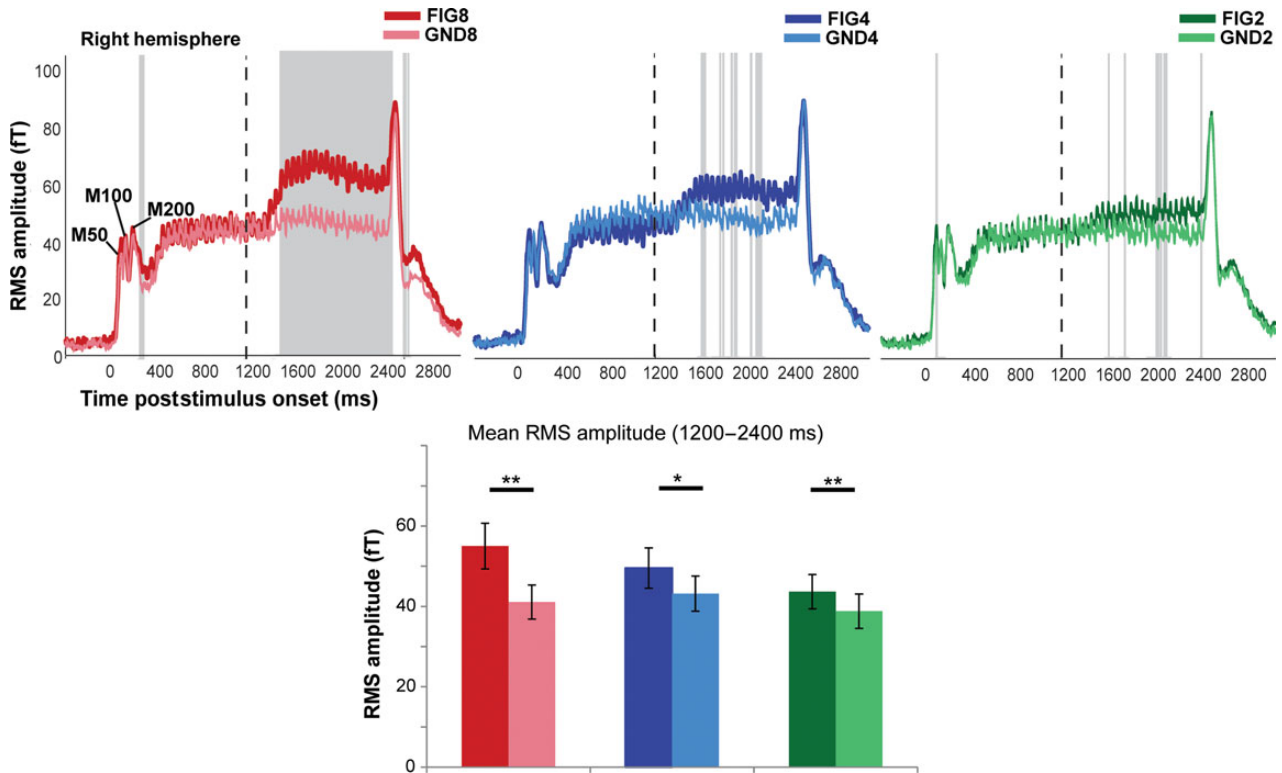 FIG8
GND8
FIG4
GND4
FIG2
GND2
Right hemisphere
RMS amplitude (fT)
100
80
60
40
20
0
M50
M100
M200
0 400 800 1200 1600 2000 2400 2800
0 400 800 1200 1600 2000 2400 2800
0 400 800 1200 1600 2000 2400 2800
Time poststimulus onset (ms)
Mean RMS amplitude (1200–2400 ms)
** * **
RMS amplitude (fT)
60
40
20
0